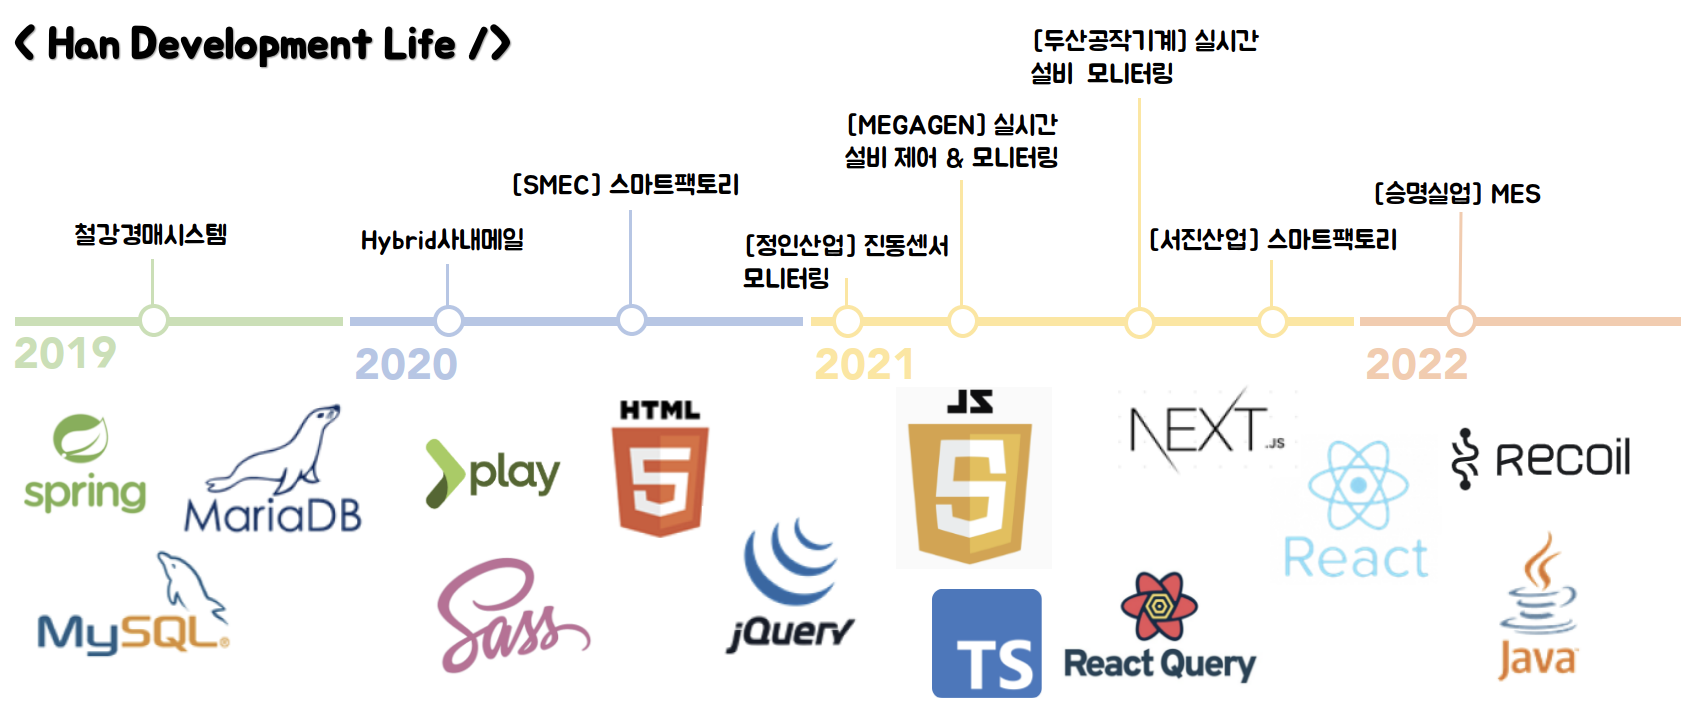 < Han Development Life />
[두산공작기계] 실시간
설비 모니터링
[MEGAGEN] 실시간
설비 제어 & 모니터링
[SMEC] 스마트팩토리
[승명실업] MES
철강경매시스템
Hybrid사내메일
[정인산업] 진동센서
모니터링
[서진산업] 스마트팩토리
2019
2020
2021
2022
spring
MariaDB
play
HTML
5
JS
5
NEXT.JS
React
Recoil
MySQL®
Sass
jQuery
TS
React Query
Java